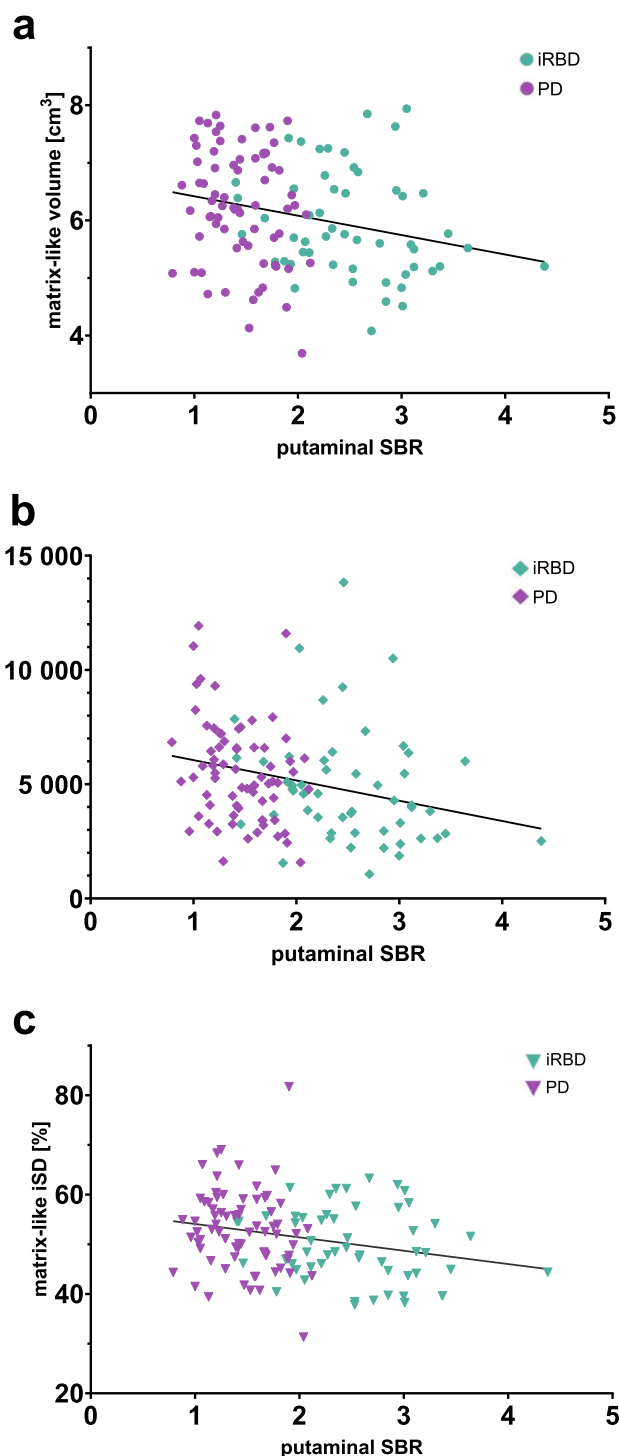 a
iRBD
PD
matrix-like volume [cm³]
8
6
4
0 1 2 3 4 5
putaminal SBR
b
iRBD
PD
15 000
10 000
5 000
0
0 1 2 3 4 5
putaminal SBR
c
iRBD
PD
matrix-like iSD [%]
80
60
40
20
0 1 2 3 4 5
putaminal SBR